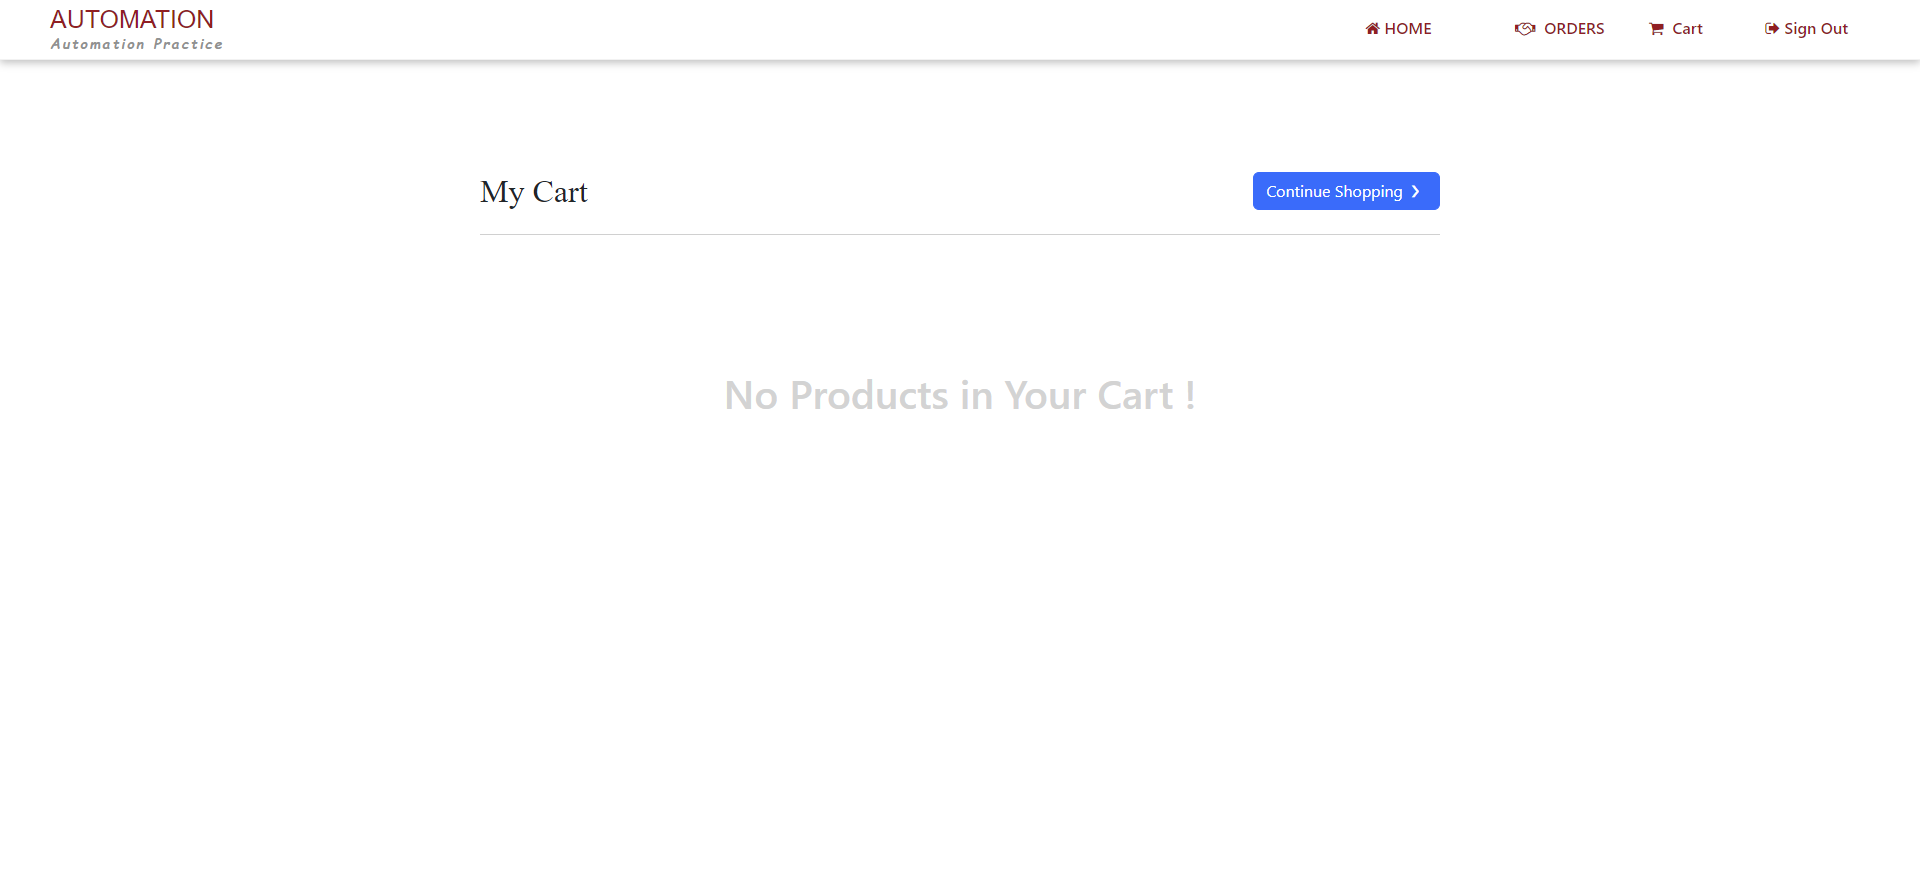 AUTOMATION
Automation Practice
HOME
ORDERS
Cart
Sign Out
My Cart
Continue Shopping
No Products in Your Cart !